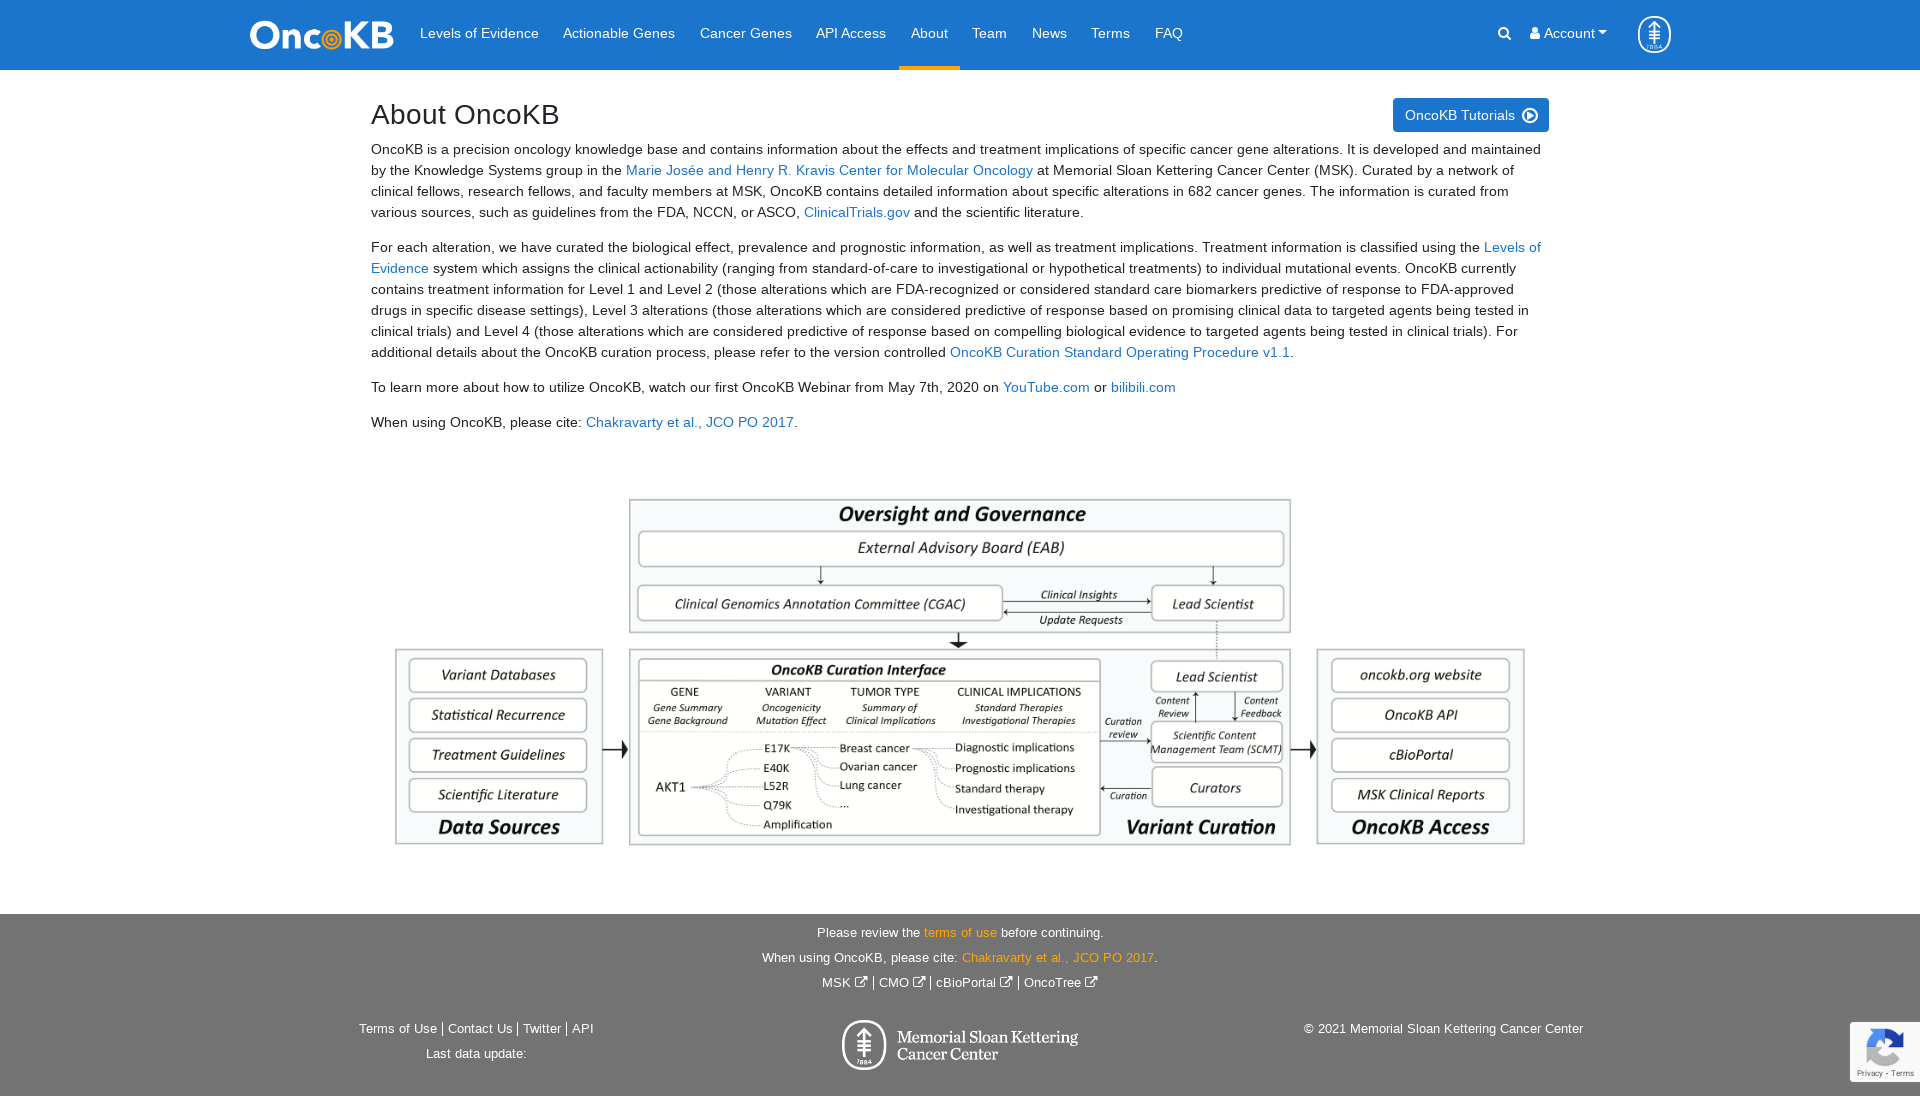 OncoKB
Levels of Evidence
Actionable Genes
Cancer Genes
API Access
About
Team
News
Terms
FAQ
Account
1884
About OncoKB
OncoKB Tutorials
OncoKB is a precision oncology knowledge base and contains information about the effects and treatment implications of specific cancer gene alterations. It is developed and maintained
by the Knowledge Systems group in the Marie Josée and Henry R. Kravis Center for Molecular Oncology at Memorial Sloan Kettering Cancer Center (MSK). Curated by a network of
clinical fellows, research fellows, and faculty members at MSK, OncoKB contains detailed information about specific alterations in 682 cancer genes. The information is curated from
various sources, such as guidelines from the FDA, NCCN, or ASCO, ClinicalTrials.gov and the scientific literature.
For each alteration, we have curated the biological effect, prevalence and prognostic information, as well as treatment implications. Treatment information is classified using the Levels of
Evidence system which assigns the clinical actionability (ranging from standard-of-care to investigational or hypothetical treatments) to individual mutational events. OncoKB currently
contains treatment information for Level 1 and Level 2 (those alterations which are FDA-recognized or considered standard care biomarkers predictive of response to FDA-approved
drugs in specific disease settings), Level 3 alterations (those alterations which are considered predictive of response based on promising clinical data to targeted agents being tested in
clinical trials) and Level 4 (those alterations which are considered predictive of response based on compelling biological evidence to targeted agents being tested in clinical trials). For
additional details about the OncoKB curation process, please refer to the version controlled OncoKB Curation Standard Operating Procedure v1.1.
To learn more about how to utilize OncoKB, watch our first OncoKB Webinar from May 7th, 2020 on YouTube.com or bilibili.com
When using OncoKB, please cite: Chakravarty et al., JCO PO 2017.
Oversight and Governance
External Advisory Board (EAB)
Clinical Genomics Annotation Committee (CGAC)
Clinical Insights
Update Requests
Lead Scientist
Variant Databases
Statistical Recurrence
Treatment Guidelines
Scientific Literature
Data Sources
OncoKB Curation Interface
GENE
Gene Summary
Gene Background
VARIANT
Oncogenicity
Mutation Effect
TUMOR TYPE
Summary of
Clinical Implications
CLINICAL IMPLICATIONS
Standard Therapies
Investigational Therapies
AKT1
E17K
E40K
L52R
Q79K
Amplification
Breast cancer
Ovarian cancer
Lung cancer
...
Diagnostic implications
Prognostic implications
Standard therapy
Investigational therapy
Curation
review
Curation
Lead Scientist
Content
Review
Content
Feedback
Scientific Content
Management Team (SCMT)
Curators
Variant Curation
oncokb.org website
OncoKB API
cBioPortal
MSK Clinical Reports
OncoKB Access
Please review the terms of use before continuing.
When using OncoKB, please cite: Chakravarty et al., JCO PO 2017.
MSK | CMO | cBioPortal | OncoTree
Terms of Use | Contact Us | Twitter | API
Last data update:
1884
Memorial Sloan Kettering
Cancer Center
© 2021 Memorial Sloan Kettering Cancer Center
Privacy - Terms